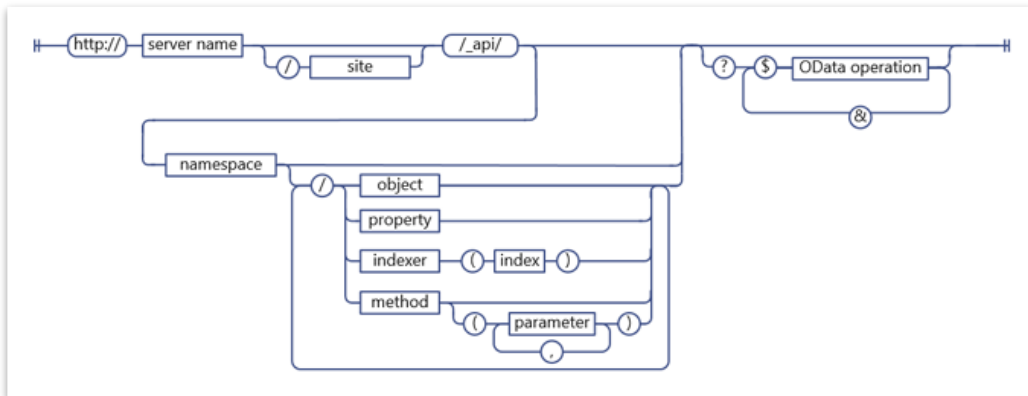 http:// server name /_api/ ? $ OData operation
/ site
&
namespace
/ object
property
indexer ( index )
method
( parameter )
,